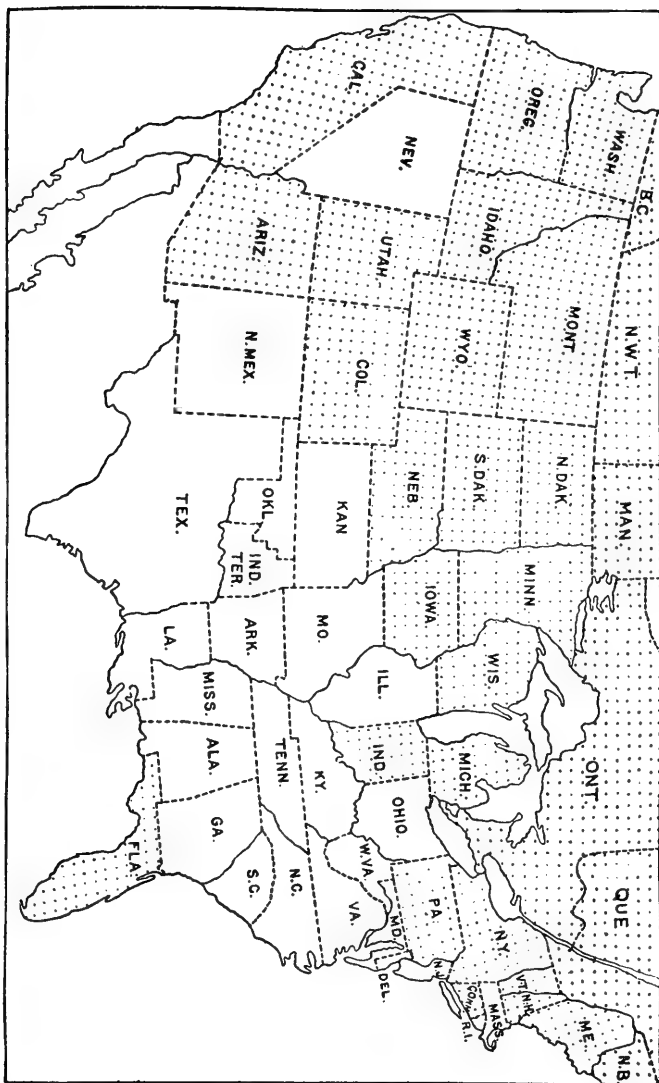 B.C.
N.W.T.
MAN.
ONT.
QUE
N.B
WASH
OREG.
IDAHO.
MONT.
N. DAK.
MINN
WIS.
MICH.
N.Y.
VT.
N.H.
ME.
MASS.
CONN.
R.I.
CAL.
NEV.
UTAH.
WYO.
S. DAK.
NEB.
IOWA.
ILL.
IND.
OHIO.
PA
N.J.
MD.
DEL.
ARIZ.
COL.
KAN
MO.
KY.
W.VA.
VA.
N.MEX.
OKL.
IND.
TER.
ARK.
TENN.
N.C.
S.C.
TEX.
LA.
MISS.
ALA.
GA.
FLA.